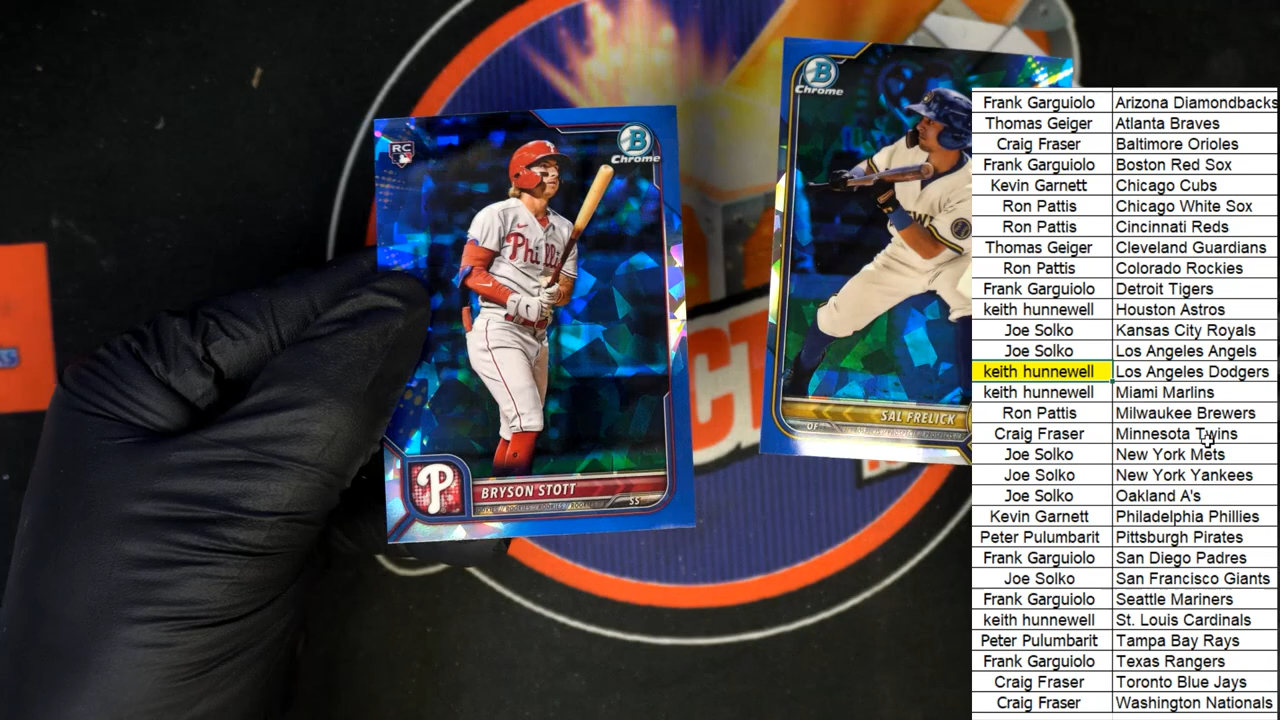 RC
B
Chrome
Phi
P
BRYSON STOTT
SS
B
Chrome
SAL FRELICK
OF
CT
Frank Garguiolo Arizona Diamondbacks
Thomas Geiger Atlanta Braves
Craig Fraser Baltimore Orioles
Frank Garguiolo Boston Red Sox
Kevin Garnett Chicago Cubs
Ron Pattis Chicago White Sox
Ron Pattis Cincinnati Reds
Thomas Geiger Cleveland Guardians
Ron Pattis Colorado Rockies
Frank Garguiolo Detroit Tigers
keith hunnewell Houston Astros
Joe Solko Kansas City Royals
Joe Solko Los Angeles Angels
keith hunnewell Los Angeles Dodgers
keith hunnewell Miami Marlins
Ron Pattis Milwaukee Brewers
Craig Fraser Minnesota Twins
Joe Solko New York Mets
Joe Solko New York Yankees
Joe Solko Oakland A's
Kevin Garnett Philadelphia Phillies
Peter Pulumbarit Pittsburgh Pirates
Frank Garguiolo San Diego Padres
Joe Solko San Francisco Giants
Frank Garguiolo Seattle Mariners
keith hunnewell St. Louis Cardinals
Peter Pulumbarit Tampa Bay Rays
Frank Garguiolo Texas Rangers
Craig Fraser Toronto Blue Jays
Craig Fraser Washington Nationals